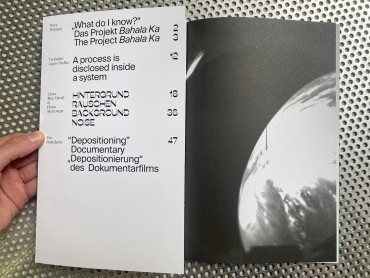 „What do I know?“
Das Projekt Bahala Ka
The Project Bahala Ka
A process is
disclosed inside
a system
HINTERGRUND 18
RAUSCHEN
BACKGROUND 36
NOISE
“Depositioning” 47
Documentary
„Depositionierung“
des Dokumentarfilms